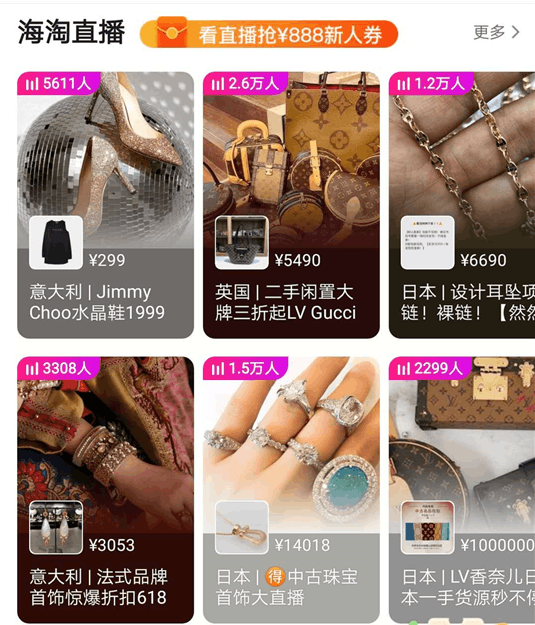 海淘直播
看直播抢¥888新人券
更多
5611人
2.6万人
1.2万人
¥299
¥5490
¥6690
意大利 | Jimmy
Choo水晶鞋1999
英国 | 二手闲置大
牌三折起LV Gucci
日本 | 设计耳坠项
链！裸链！【然然
3308人
1.5万人
2299人
¥3053
¥14018
¥1000000
意大利 | 法式品牌
首饰惊爆折扣618
日本 | 得中古珠宝
首饰大直播
日本 | LV香奈儿日
本一手货源秒不停